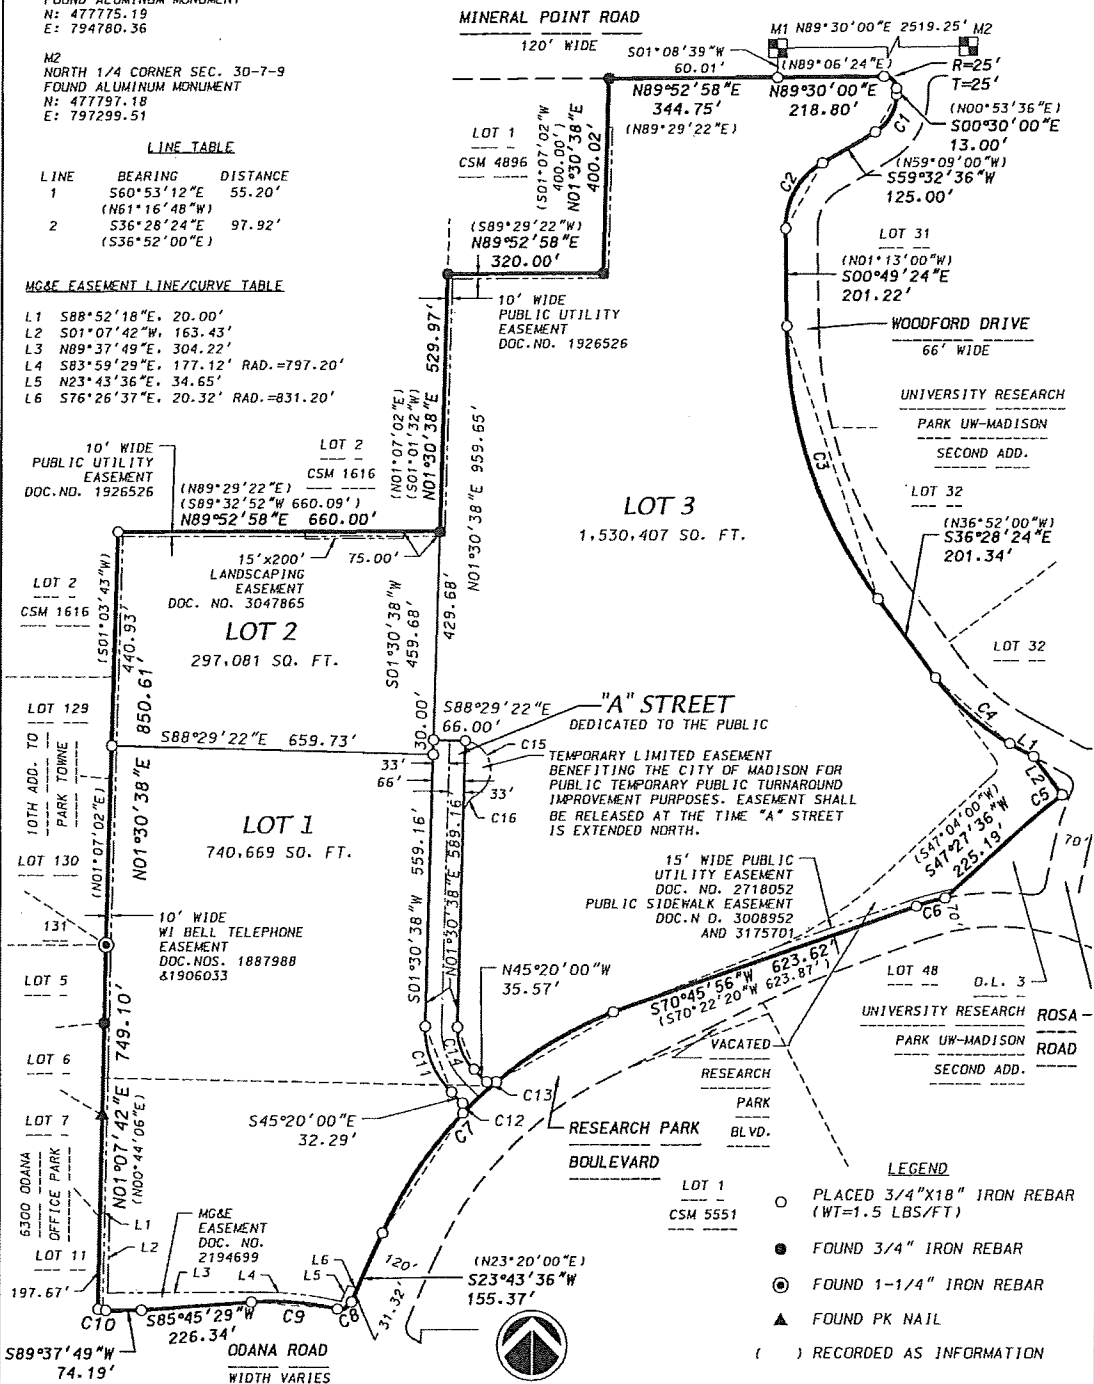 FOUND ALUMINUM MONUMENT
N: 477775.19
E: 794780.36
M2
NORTH 1/4 CORNER SEC. 30-7-9
FOUND ALUMINUM MONUMENT
N: 477797.18
E: 797299.51
LINE TABLE
LINE BEARING DISTANCE
1 S60°53'12"E 55.20'
(N61°16'48"W)
2 S36°28'24"E 97.92'
(S36°52'00"E)
MG&E EASEMENT LINE/CURVE TABLE
L1 S88°52'18"E, 20.00'
L2 S01°07'42"W, 163.43'
L3 N89°37'49"E, 304.22'
L4 S83°59'29"E, 177.12' RAD.=797.20'
L5 N23°43'36"E, 34.65'
L6 S76°26'37"E, 20.32' RAD.=831.20'
MINERAL POINT ROAD
120' WIDE
M1 N89°30'00"E 2519.25' M2
S01°08'39"W
60.01'
(N89°06'24"E)
R=25'
T=25'
N89°52'58"E
344.75'
(N89°29'22"E)
N89°30'00"E
218.80'
(N00°53'36"E)
S00°30'00"E
13.00'
C1
(N59°09'00"W)
S59°32'36"W
125.00'
C2
LOT 1
CSM 4896
(S01°07'02"W
400.00')
N01°30'38"E
400.02'
(S89°29'22"W)
N89°52'58"E
320.00'
LOT 31
(N01°13'00"W)
S00°49'24"E
201.22'
10' WIDE
PUBLIC UTILITY
EASEMENT
DOC.NO. 1926526
WOODFORD DRIVE
66' WIDE
UNIVERSITY RESEARCH
PARK UW-MADISON
SECOND ADD.
(N01°07'02"E)
(S01°01'32"W)
N01°30'38"E 529.97'
N01°30'38"E 959.65'
10' WIDE
PUBLIC UTILITY
EASEMENT
DOC.NO. 1926526
LOT 2
CSM 1616
(N89°29'22"E)
(S89°32'52"W 660.09')
N89°52'58"E 660.00'
C3
LOT 3
1,530,407 SQ. FT.
LOT 32
(N36°52'00"W)
S36°28'24"E
201.34'
15'x200'
LANDSCAPING
EASEMENT
DOC. NO. 3047865
75.00'
LOT 2
CSM 1616
(S01°03'43"W)
440.93'
LOT 2
297,081 SQ. FT.
S01°30'38"W
459.68'
429.68'
LOT 32
C4
LOT 129
10TH ADD. TO
PARK TOWNE
N01°30'38"E 850.61'
(N01°07'02"E)
S88°29'22"E 659.73'
30.00'
S88°29'22"E
66.00'
"A" STREET
DEDICATED TO THE PUBLIC
C15
33'
66'
33'
C16
TEMPORARY LIMITED EASEMENT
BENEFITING THE CITY OF MADISON FOR
PUBLIC TEMPORARY PUBLIC TURNAROUND
IMPROVEMENT PURPOSES. EASEMENT SHALL
BE RELEASED AT THE TIME "A" STREET
IS EXTENDED NORTH.
L1
L2
C5
LOT 1
740,669 SQ. FT.
LOT 130
131
10' WIDE
WI BELL TELEPHONE
EASEMENT
DOC.NOS. 1887988
&1906033
S01°30'38"W 559.16'
N01°30'38"E 589.16
15' WIDE PUBLIC
UTILITY EASEMENT
DOC. NO. 2718052
PUBLIC SIDEWALK EASEMENT
DOC.N O. 3008952
AND 3175701
(S47°04'00"W)
S47°27'36"W
225.19'
70'
C6
70'
LOT 5
N45°20'00"W
35.57'
S70°45'56"W 623.62'
(S70°22'20"W 623.87')
LOT 48
O.L. 3
UNIVERSITY RESEARCH
PARK UW-MADISON
SECOND ADD.
ROSA-
ROAD
LOT 6
749.10'
C11
C14
C13
C12
C7
VACATED
RESEARCH
PARK
BLVD.
LOT 7
6300 ODANA
OFFICE PARK
N01°07'42"E
(N00°44'06"E)
S45°20'00"E
32.29'
RESEARCH PARK
BOULEVARD
LOT 1
CSM 5551
L1
L2
LOT 11
197.67'
MG&E
EASEMENT
DOC. NO.
2194699
L3
L4
L5
L6
120'
(N23°20'00"E)
S23°43'36"W
155.37'
31.32'
C8
C9
C10
S85°45'29"W
226.34'
S89°37'49"W
74.19'
ODANA ROAD
WIDTH VARIES
LEGEND
PLACED 3/4"X18" IRON REBAR
(WT=1.5 LBS/FT)
FOUND 3/4" IRON REBAR
FOUND 1-1/4" IRON REBAR
FOUND PK NAIL
( ) RECORDED AS INFORMATION